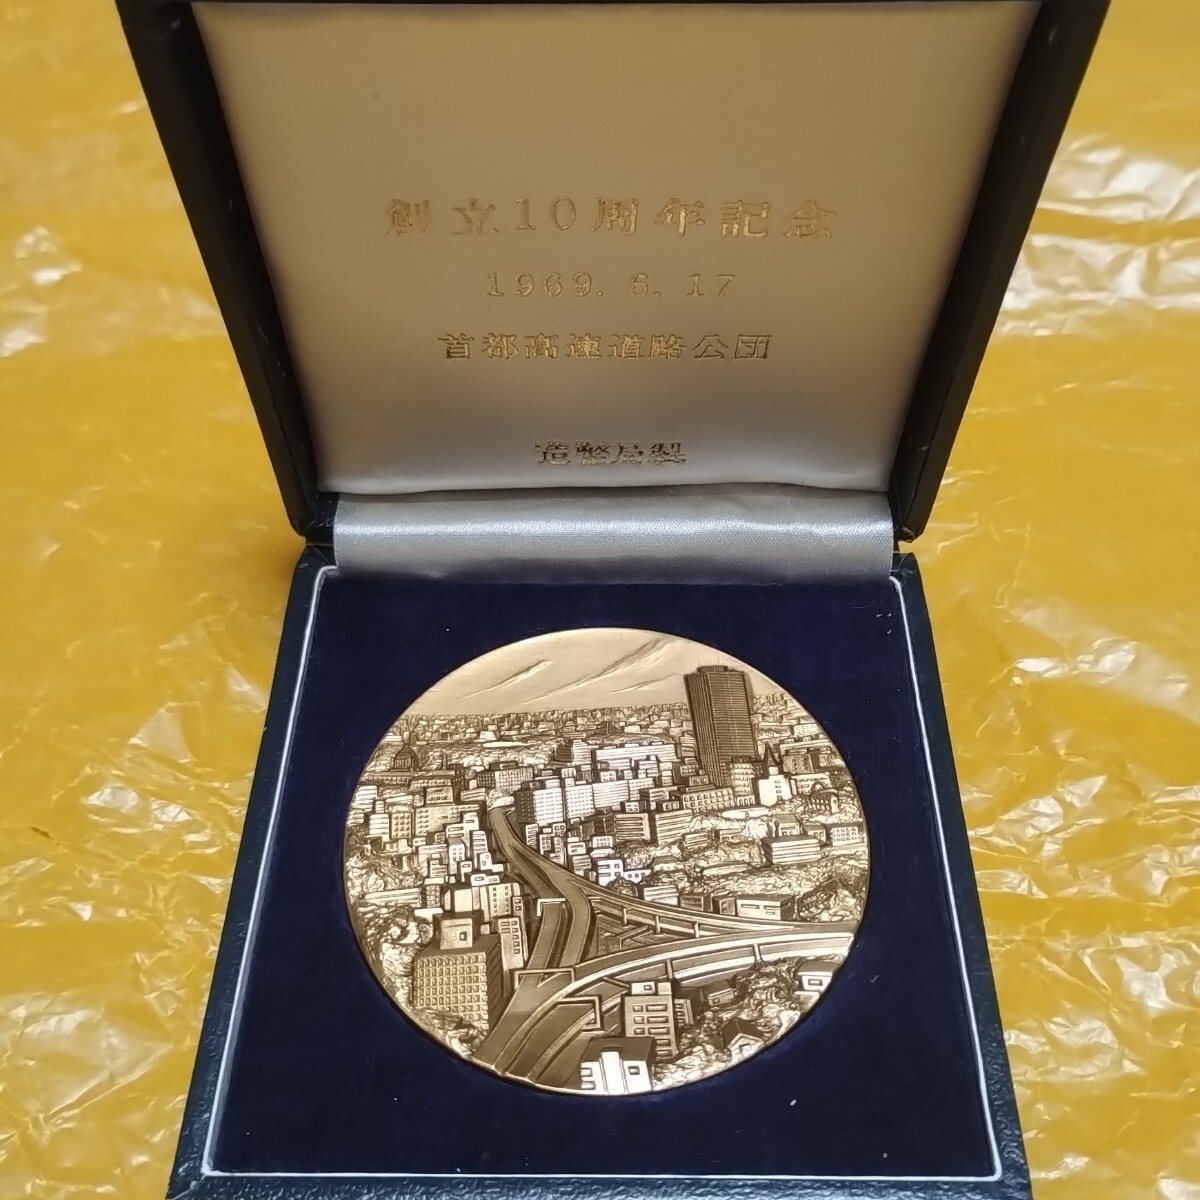 創立10周年記念
1969. 6. 17
首都高速道路公団
造幣局製